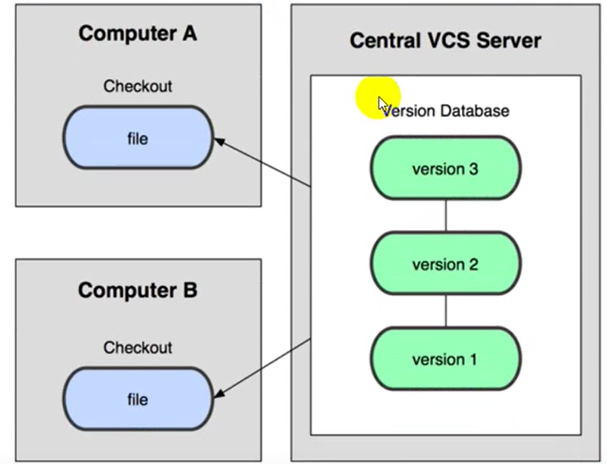 Computer A
Checkout
file
Central VCS Server
Version Database
version 3
version 2
version 1
Computer B
Checkout
file